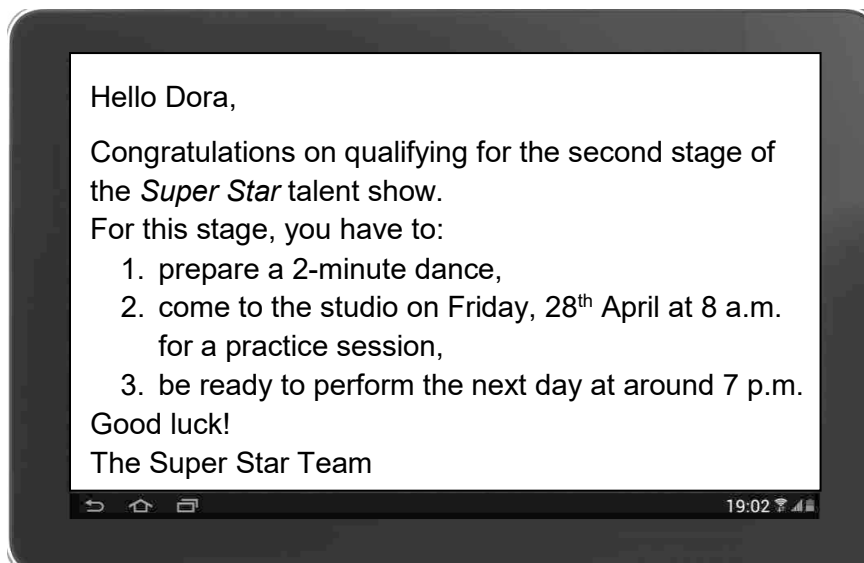 Hello Dora,
Congratulations on qualifying for the second stage of
the Super Star talent show.
For this stage, you have to:
1. prepare a 2-minute dance,
2. come to the studio on Friday, 28th April at 8 a.m.
for a practice session,
3. be ready to perform the next day at around 7 p.m.
Good luck!
The Super Star Team
19:02